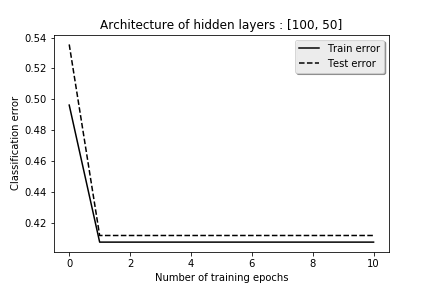 Architecture of hidden layers : [100, 50]
Train error
Test error
0.54
0.52
0.50
0.48
0.46
0.44
0.42
Classification error
0 2 4 6 8 10
Number of training epochs